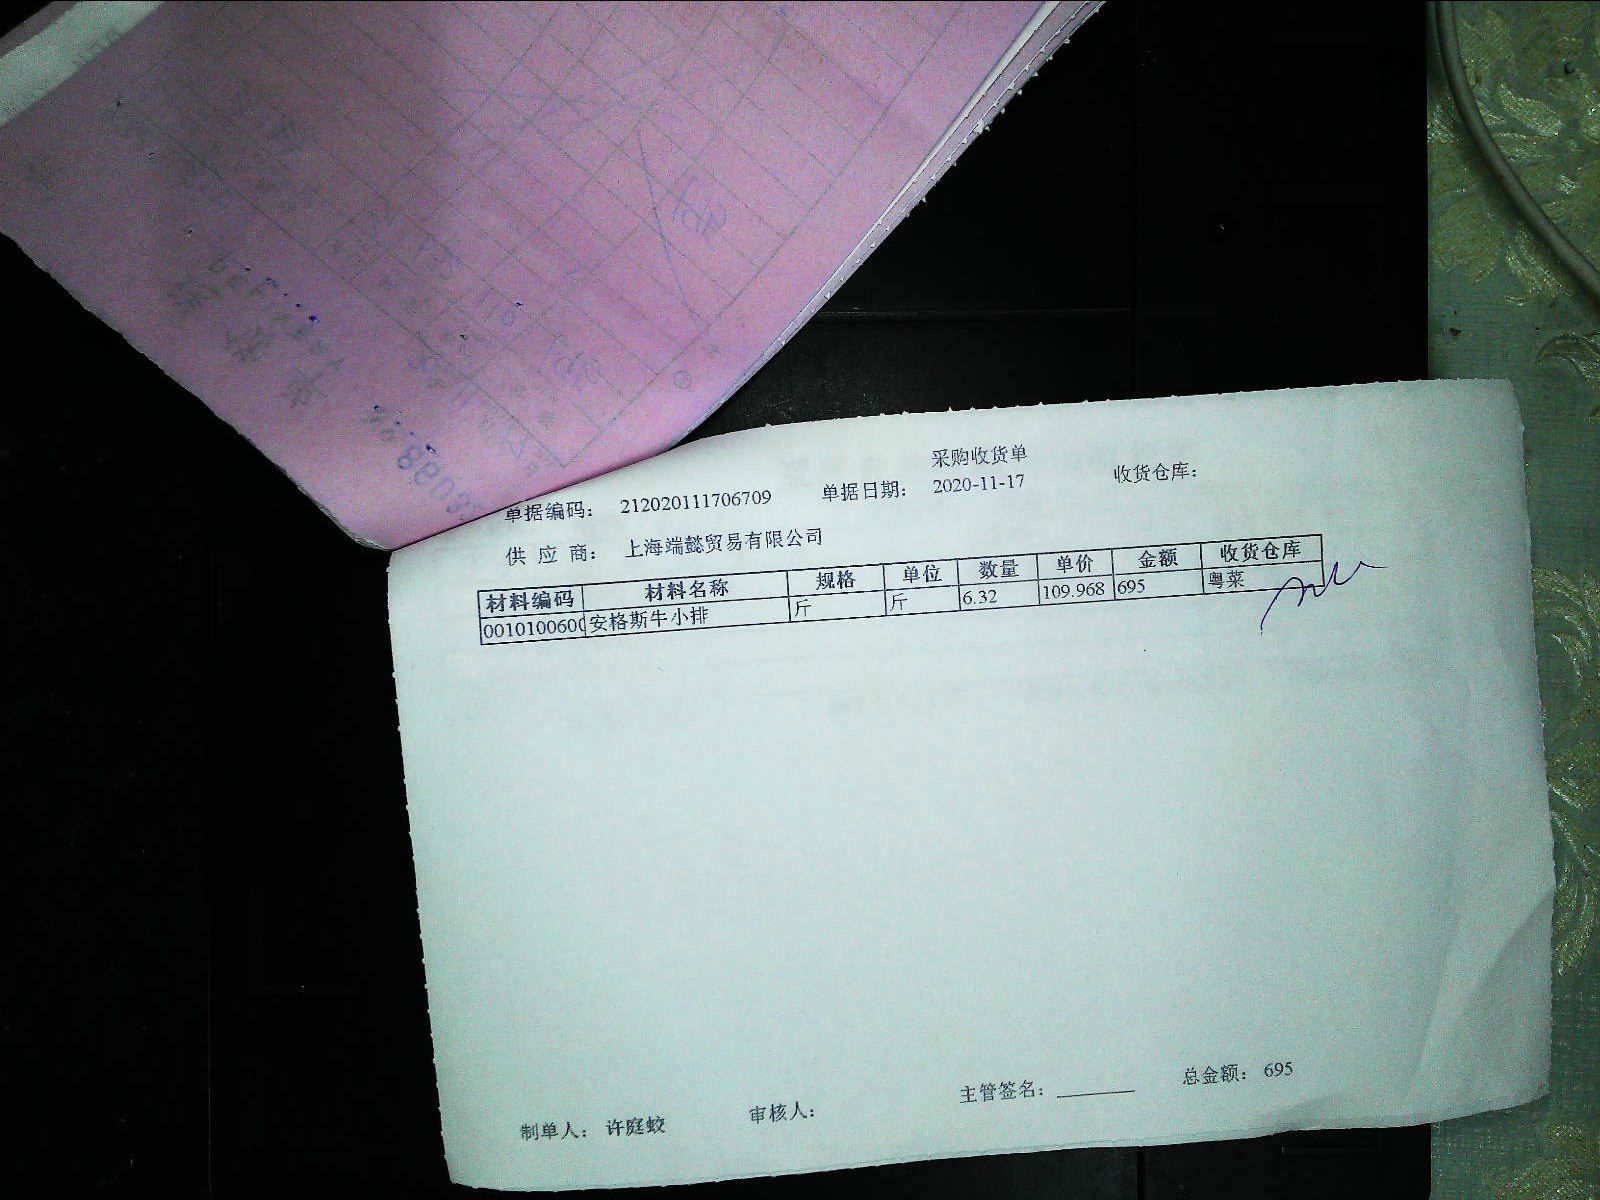 采购收货单
单据编码： 212020111706709 单据日期： 2020-11-17 收货仓库：
供 应 商： 上海端懿贸易有限公司
材料编码 材料名称 规格 单位 数量 单价 金额 收货仓库
0010100600 安格斯牛小排 斤 斤 6.32 109.968 695 粤菜
制单人： 许庭蛟 审核人： 主管签名： 总金额： 695